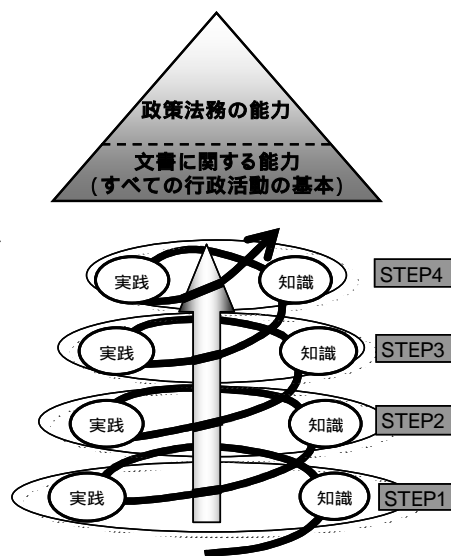 政策法務の能力
文書に関する能力
(すべての行政活動の基本)
実践
知識
STEP4
実践
知識
STEP3
実践
知識
STEP2
実践
知識
STEP1